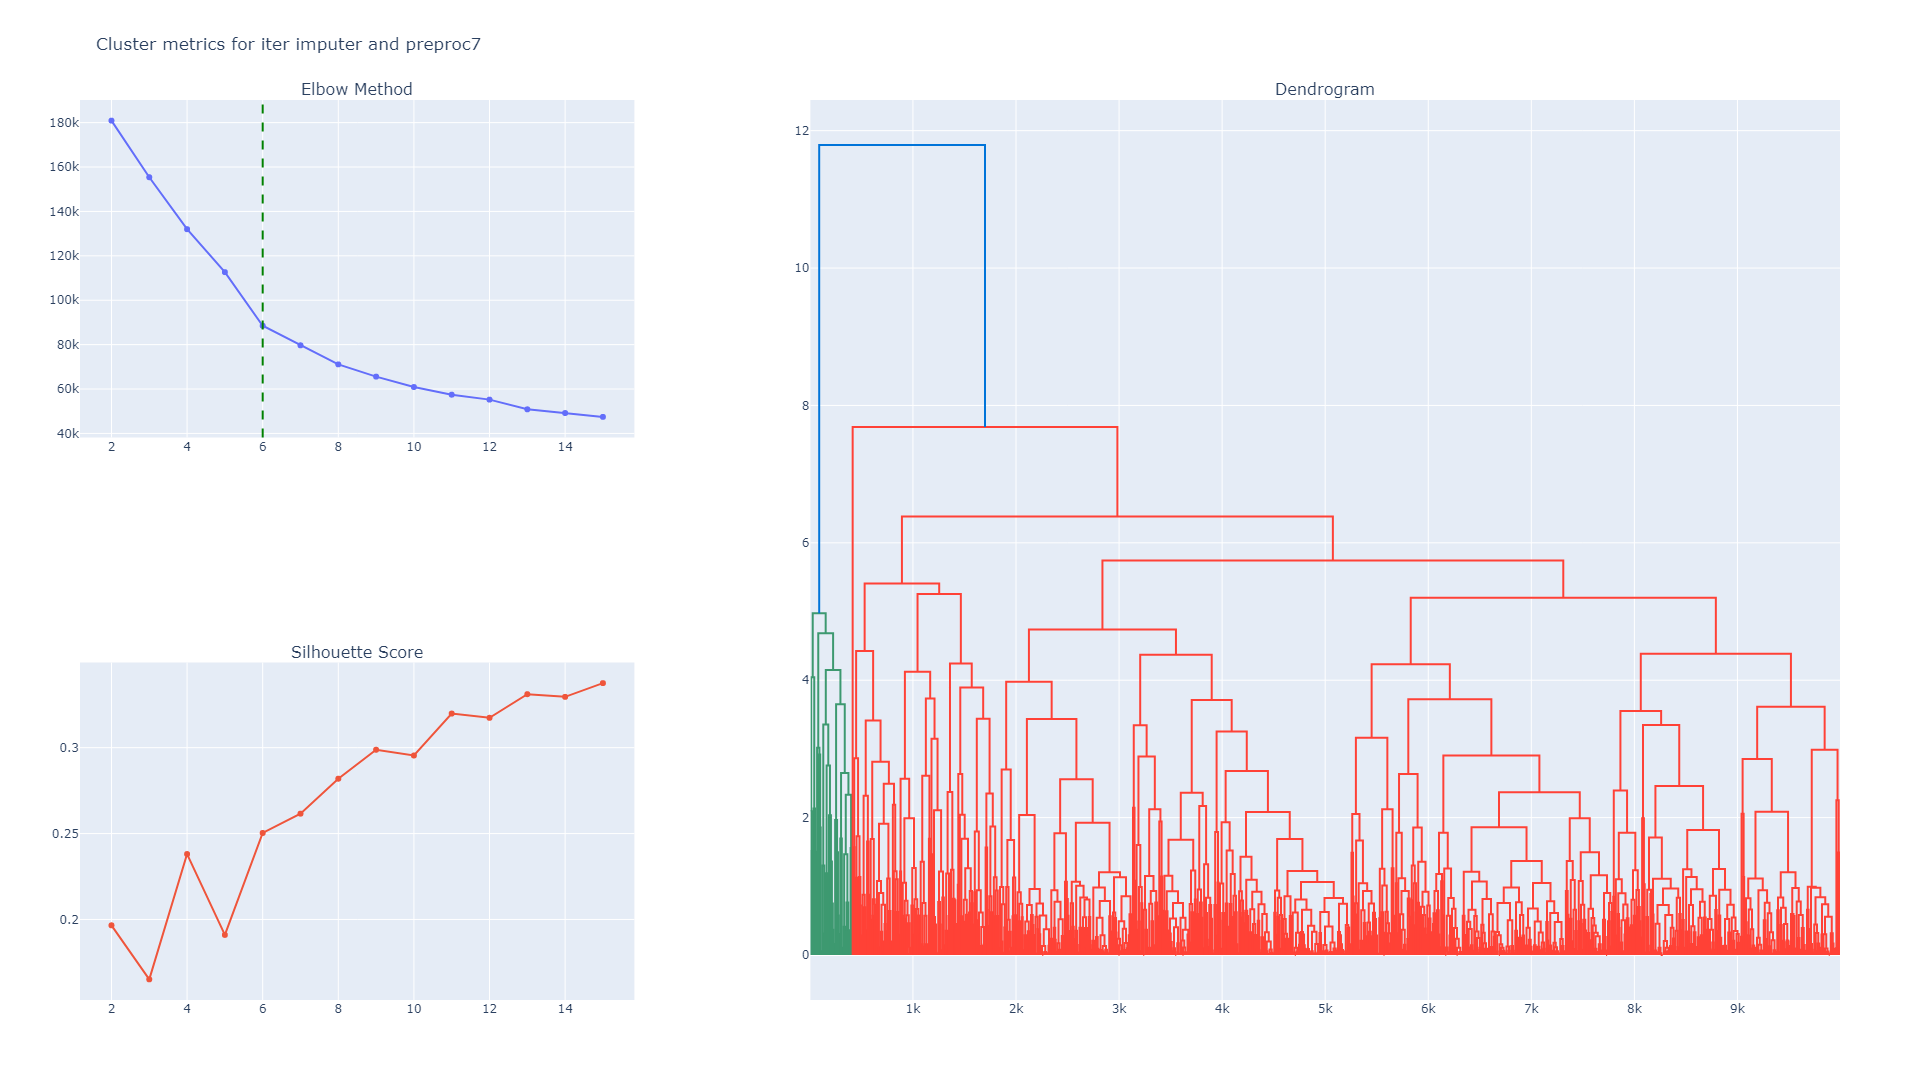 Cluster metrics for iter imputer and preproc7
Elbow Method
180k
160k
140k
120k
100k
80k
60k
40k
2 4 6 8 10 12 14
Silhouette Score
0.3
0.25
0.2
2 4 6 8 10 12 14
Dendrogram
12
10
8
6
4
2
0
1k 2k 3k 4k 5k 6k 7k 8k 9k